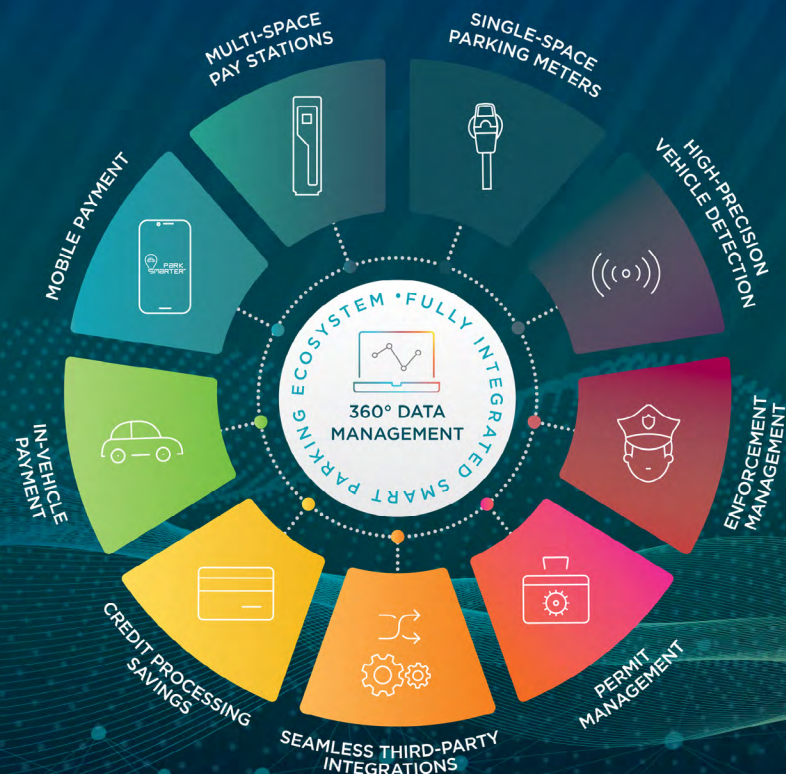 MULTI-SPACE
PAY STATIONS
SINGLE-SPACE
PARKING METERS
HIGH-PRECISION
VEHICLE DETECTION
ENFORCEMENT
MANAGEMENT
PERMIT
MANAGEMENT
SEAMLESS THIRD-PARTY
INTEGRATIONS
CREDIT PROCESSING
SAVINGS
IN-VEHICLE
PAYMENT
MOBILE PAYMENT
PARK
SMARTER
FULLY INTEGRATED SMART PARKING ECOSYSTEM •
360° DATA
MANAGEMENT